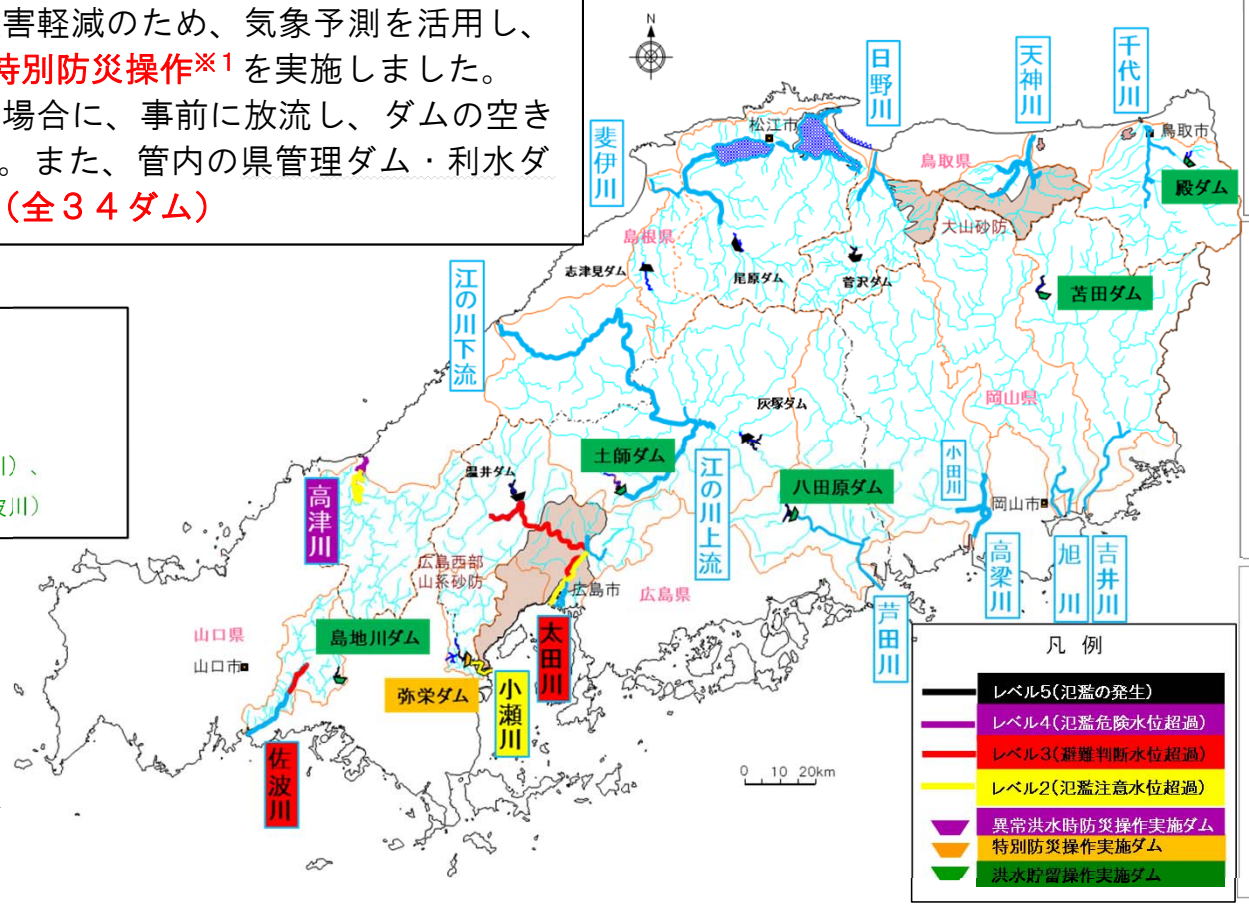 害軽減のため、気象予測を活用し、
特別防災操作※1を実施しました。
場合に、事前に放流し、ダムの空き
。また、管内の県管理ダム・利水ダ
(全34ダム)
川)、
波川)
N
日野川
天神川
千代川
斐伊川
松江市
鳥取市
鳥取県
殿ダム
大山砂防
島根県
志津見ダム
尾原ダム
菅沢ダム
苫田ダム
江の川下流
灰塚ダム
岡山県
土師ダム
温井ダム
江の川上流
八田原ダム
小田川
岡山市
高津川
広島西部
山系砂防
広島市
広島県
高梁川
旭川
吉井川
芦田川
山口県
山口市
島地川ダム
太田川
弥栄ダム
小瀬川
佐波川
0 10 20km
凡 例
レベル5(氾濫の発生)
レベル4(氾濫危険水位超過)
レベル3(避難判断水位超過)
レベル2(氾濫注意水位超過)
異常洪水時防災操作実施ダム
特別防災操作実施ダム
洪水貯留操作実施ダム